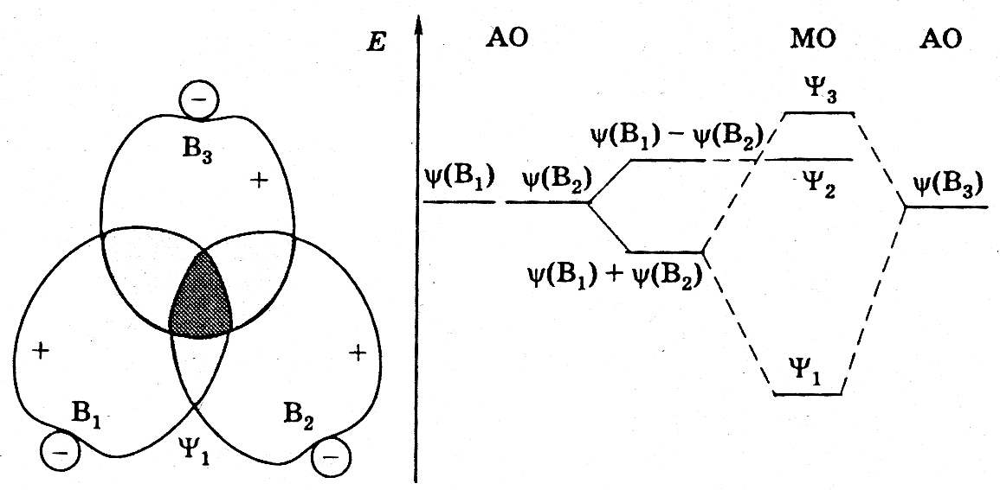 E AO MO AO
−
B₃
+
Ψ₃
ψ(B₁) − ψ(B₂)
ψ(B₁) ψ(B₂) Ψ₂ ψ(B₃)
ψ(B₁) + ψ(B₂)
+ +
Ψ₁
B₁ B₂
− Ψ₁ −